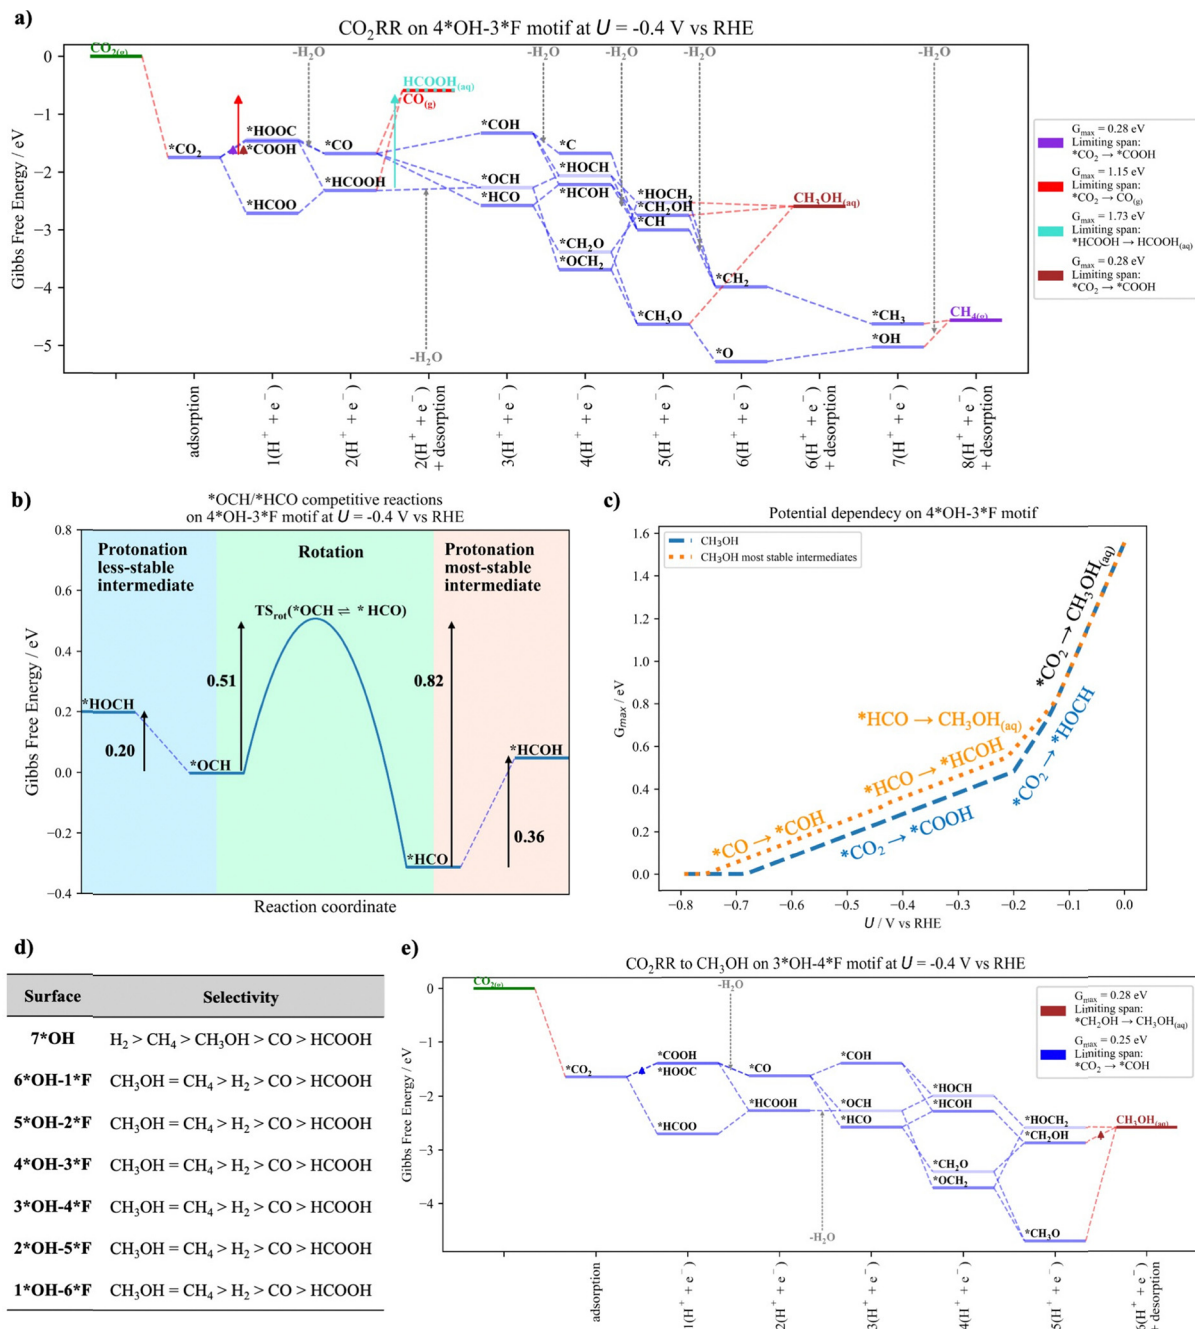 a)
CO₂RR on 4*OH-3*F motif at U = -0.4 V vs RHE
Gibbs Free Energy / eV
0
−1
−2
−3
−4
−5
CO₂(g)
*CO₂
*HOOC
*COOH
*HCOO
-H₂O
*CO
*HCOOH
HCOOH(aq)
CO(g)
-H₂O
*COH
*OCH
*HCO
-H₂O
*C
*HOCH
*HCOH
*CH₂O
*OCH₂
-H₂O
*HOCH₂
*CH₂OH
*CH
*CH₃O
-H₂O
*CH₂
*O
CH₃OH(aq)
*CH₃
*OH
-H₂O
CH₄(g)
adsorption
1(H⁺ + e⁻)
2(H⁺ + e⁻)
2(H⁺ + e⁻)
+ desorption
3(H⁺ + e⁻)
4(H⁺ + e⁻)
5(H⁺ + e⁻)
6(H⁺ + e⁻)
6(H⁺ + e⁻)
+ desorption
7(H⁺ + e⁻)
8(H⁺ + e⁻)
+ desorption
Gmax = 0.28 eV
Limiting span:
*CO₂ → *COOH
Gmax = 1.15 eV
Limiting span:
*CO₂ → CO(g)
Gmax = 1.73 eV
Limiting span:
*HCOOH → HCOOH(aq)
Gmax = 0.28 eV
Limiting span:
*CO₂ → *COOH
b)
*OCH/*HCO competitive reactions
on 4*OH-3*F motif at U = -0.4 V vs RHE
Gibbs Free Energy / eV
0.8
0.6
0.4
0.2
0.0
−0.2
−0.4
Protonation
less-stable
intermediate
Rotation
Protonation
most-stable
intermediate
TSrot(*OCH ⇌ *HCO)
*HOCH
0.20
*OCH
0.51
0.82
*HCO
*HCOH
0.36
Reaction coordinate
c)
Potential dependecy on 4*OH-3*F motif
CH₃OH
CH₃OH most stable intermediates
Gmax / eV
1.6
1.4
1.2
1.0
0.8
0.6
0.4
0.2
0.0
*CO₂ → CH₃OH(aq)
*HCO → CH₃OH(aq)
*HCO → *HCOH
*CO → *COH
*CO₂ → *COOH
*CO₂ → *HOCH
−0.8 −0.7 −0.6 −0.5 −0.4 −0.3 −0.2 −0.1 0.0
U / V vs RHE
d)
Surface Selectivity
7*OH H₂ > CH₄ > CH₃OH > CO > HCOOH
6*OH-1*F CH₃OH = CH₄ > H₂ > CO > HCOOH
5*OH-2*F CH₃OH = CH₄ > H₂ > CO > HCOOH
4*OH-3*F CH₃OH = CH₄ > H₂ > CO > HCOOH
3*OH-4*F CH₃OH = CH₄ > H₂ > CO > HCOOH
2*OH-5*F CH₃OH = CH₄ > H₂ > CO > HCOOH
1*OH-6*F CH₃OH = CH₄ > H₂ > CO > HCOOH
e)
CO₂RR to CH₃OH on 3*OH-4*F motif at U = -0.4 V vs RHE
Gibbs Free Energy / eV
0
−1
−2
−3
−4
CO₂(g)
*CO₂
*COOH
*HOOC
*HCOO
-H₂O
*CO
*HCOOH
-H₂O
*COH
*OCH
*HCO
*HOCH
*HCOH
*CH₂O
*OCH₂
*HOCH₂
*CH₂OH
*CH₃O
CH₃OH(aq)
adsorption
1(H⁺ + e⁻)
2(H⁺ + e⁻)
3(H⁺ + e⁻)
4(H⁺ + e⁻)
5(H⁺ + e⁻)
6(H⁺ + e⁻)
+ desorption
Gmax = 0.28 eV
Limiting span:
*CH₂OH → CH₃OH(aq)
Gmax = 0.25 eV
Limiting span:
*CO₂ → *COH